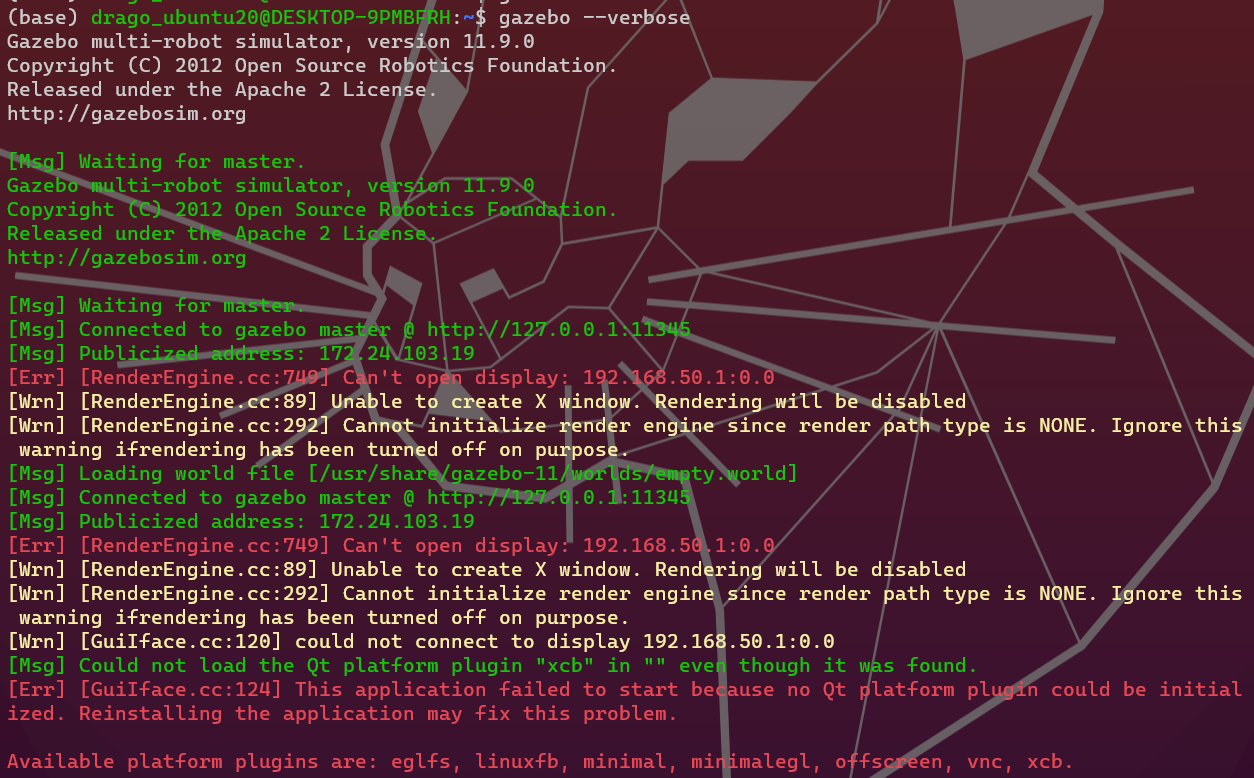 (base) drago_ubuntu20@DESKTOP-9PMBFRH:~$ gazebo --verbose
Gazebo multi-robot simulator, version 11.9.0
Copyright (C) 2012 Open Source Robotics Foundation.
Released under the Apache 2 License.
http://gazebosim.org
[Msg] Waiting for master.
Gazebo multi-robot simulator, version 11.9.0
Copyright (C) 2012 Open Source Robotics Foundation.
Released under the Apache 2 License.
http://gazebosim.org
[Msg] Waiting for master.
[Msg] Connected to gazebo master @ http://127.0.0.1:11345
[Msg] Publicized address: 172.24.103.19
[Err] [RenderEngine.cc:749] Can't open display: 192.168.50.1:0.0
[Wrn] [RenderEngine.cc:89] Unable to create X window. Rendering will be disabled
[Wrn] [RenderEngine.cc:292] Cannot initialize render engine since render path type is NONE. Ignore this
warning ifrendering has been turned off on purpose.
[Msg] Loading world file [/usr/share/gazebo-11/worlds/empty.world]
[Msg] Connected to gazebo master @ http://127.0.0.1:11345
[Msg] Publicized address: 172.24.103.19
[Err] [RenderEngine.cc:749] Can't open display: 192.168.50.1:0.0
[Wrn] [RenderEngine.cc:89] Unable to create X window. Rendering will be disabled
[Wrn] [RenderEngine.cc:292] Cannot initialize render engine since render path type is NONE. Ignore this
warning ifrendering has been turned off on purpose.
[Wrn] [GuiIface.cc:120] could not connect to display 192.168.50.1:0.0
[Msg] Could not load the Qt platform plugin "xcb" in "" even though it was found.
[Err] [GuiIface.cc:124] This application failed to start because no Qt platform plugin could be initial
ized. Reinstalling the application may fix this problem.
Available platform plugins are: eglfs, linuxfb, minimal, minimalegl, offscreen, vnc, xcb.